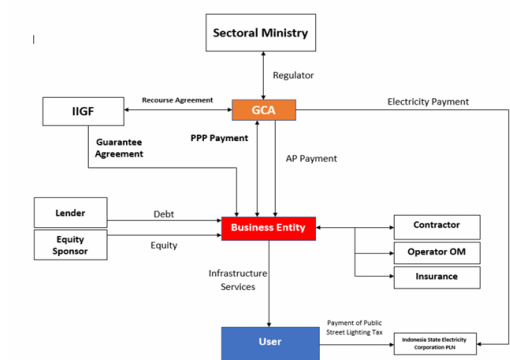 Sectoral Ministry
Regulator
IIGF
Recourse Agreement
GCA
Electricity Payment
Guarantee
Agreement
PPP Payment
AP Payment
Lender
Debt
Equity
Sponsor
Equity
Business Entity
Contractor
Operator OM
Insurance
Infrastructure
Services
User
Payment of Public
Street Lighting Tax
Indonesia State Electricity
Corporation PLN